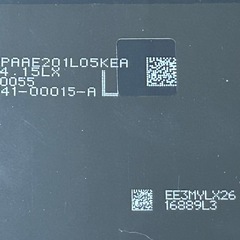 PAAE201L05KEA
4.15LX
0055
41-00015-A
EE3MYLX26
16889L3